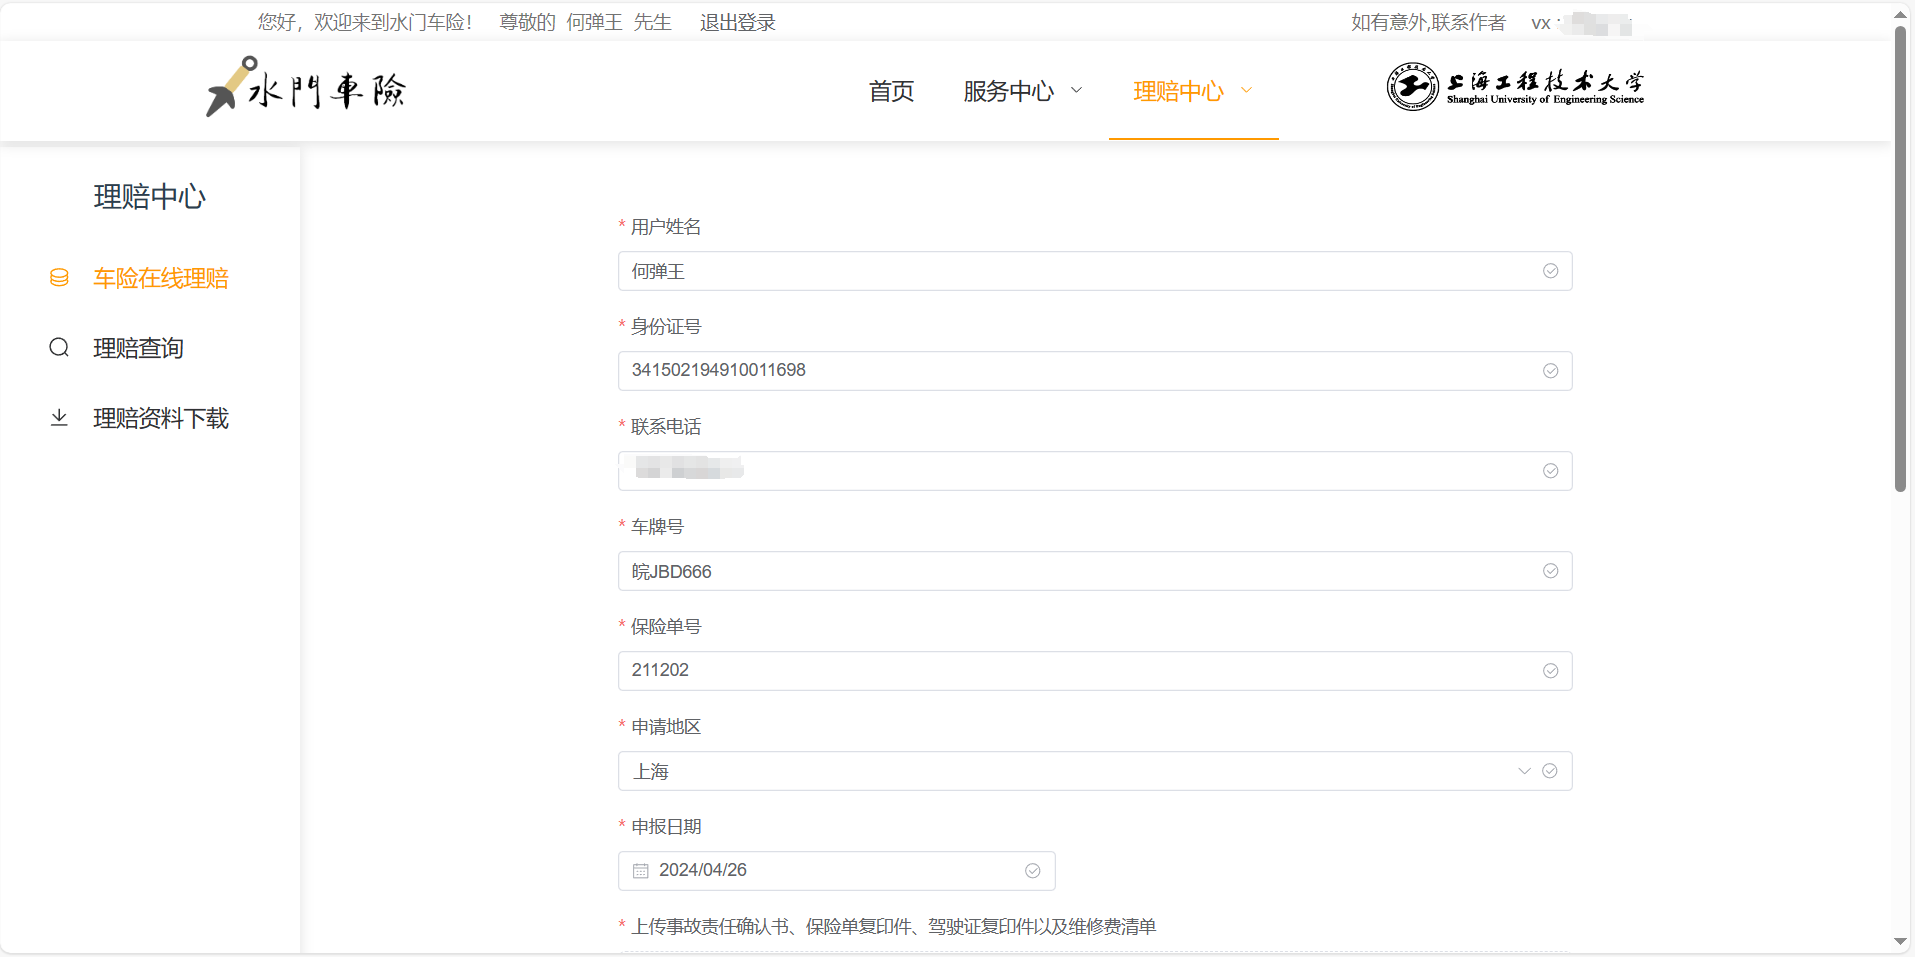 您好，欢迎来到水门车险！ 尊敬的 何弹王 先生 退出登录 如有意外,联系作者 vx :
水門車險 首页 服务中心 理赔中心 上海工程技术大学
Shanghai University of Engineering Science
理赔中心
车险在线理赔
理赔查询
理赔资料下载
* 用户姓名
何弹王
* 身份证号
341502194910011698
* 联系电话
* 车牌号
皖JBD666
* 保险单号
211202
* 申请地区
上海
* 申报日期
2024/04/26
* 上传事故责任确认书、保险单复印件、驾驶证复印件以及维修费清单